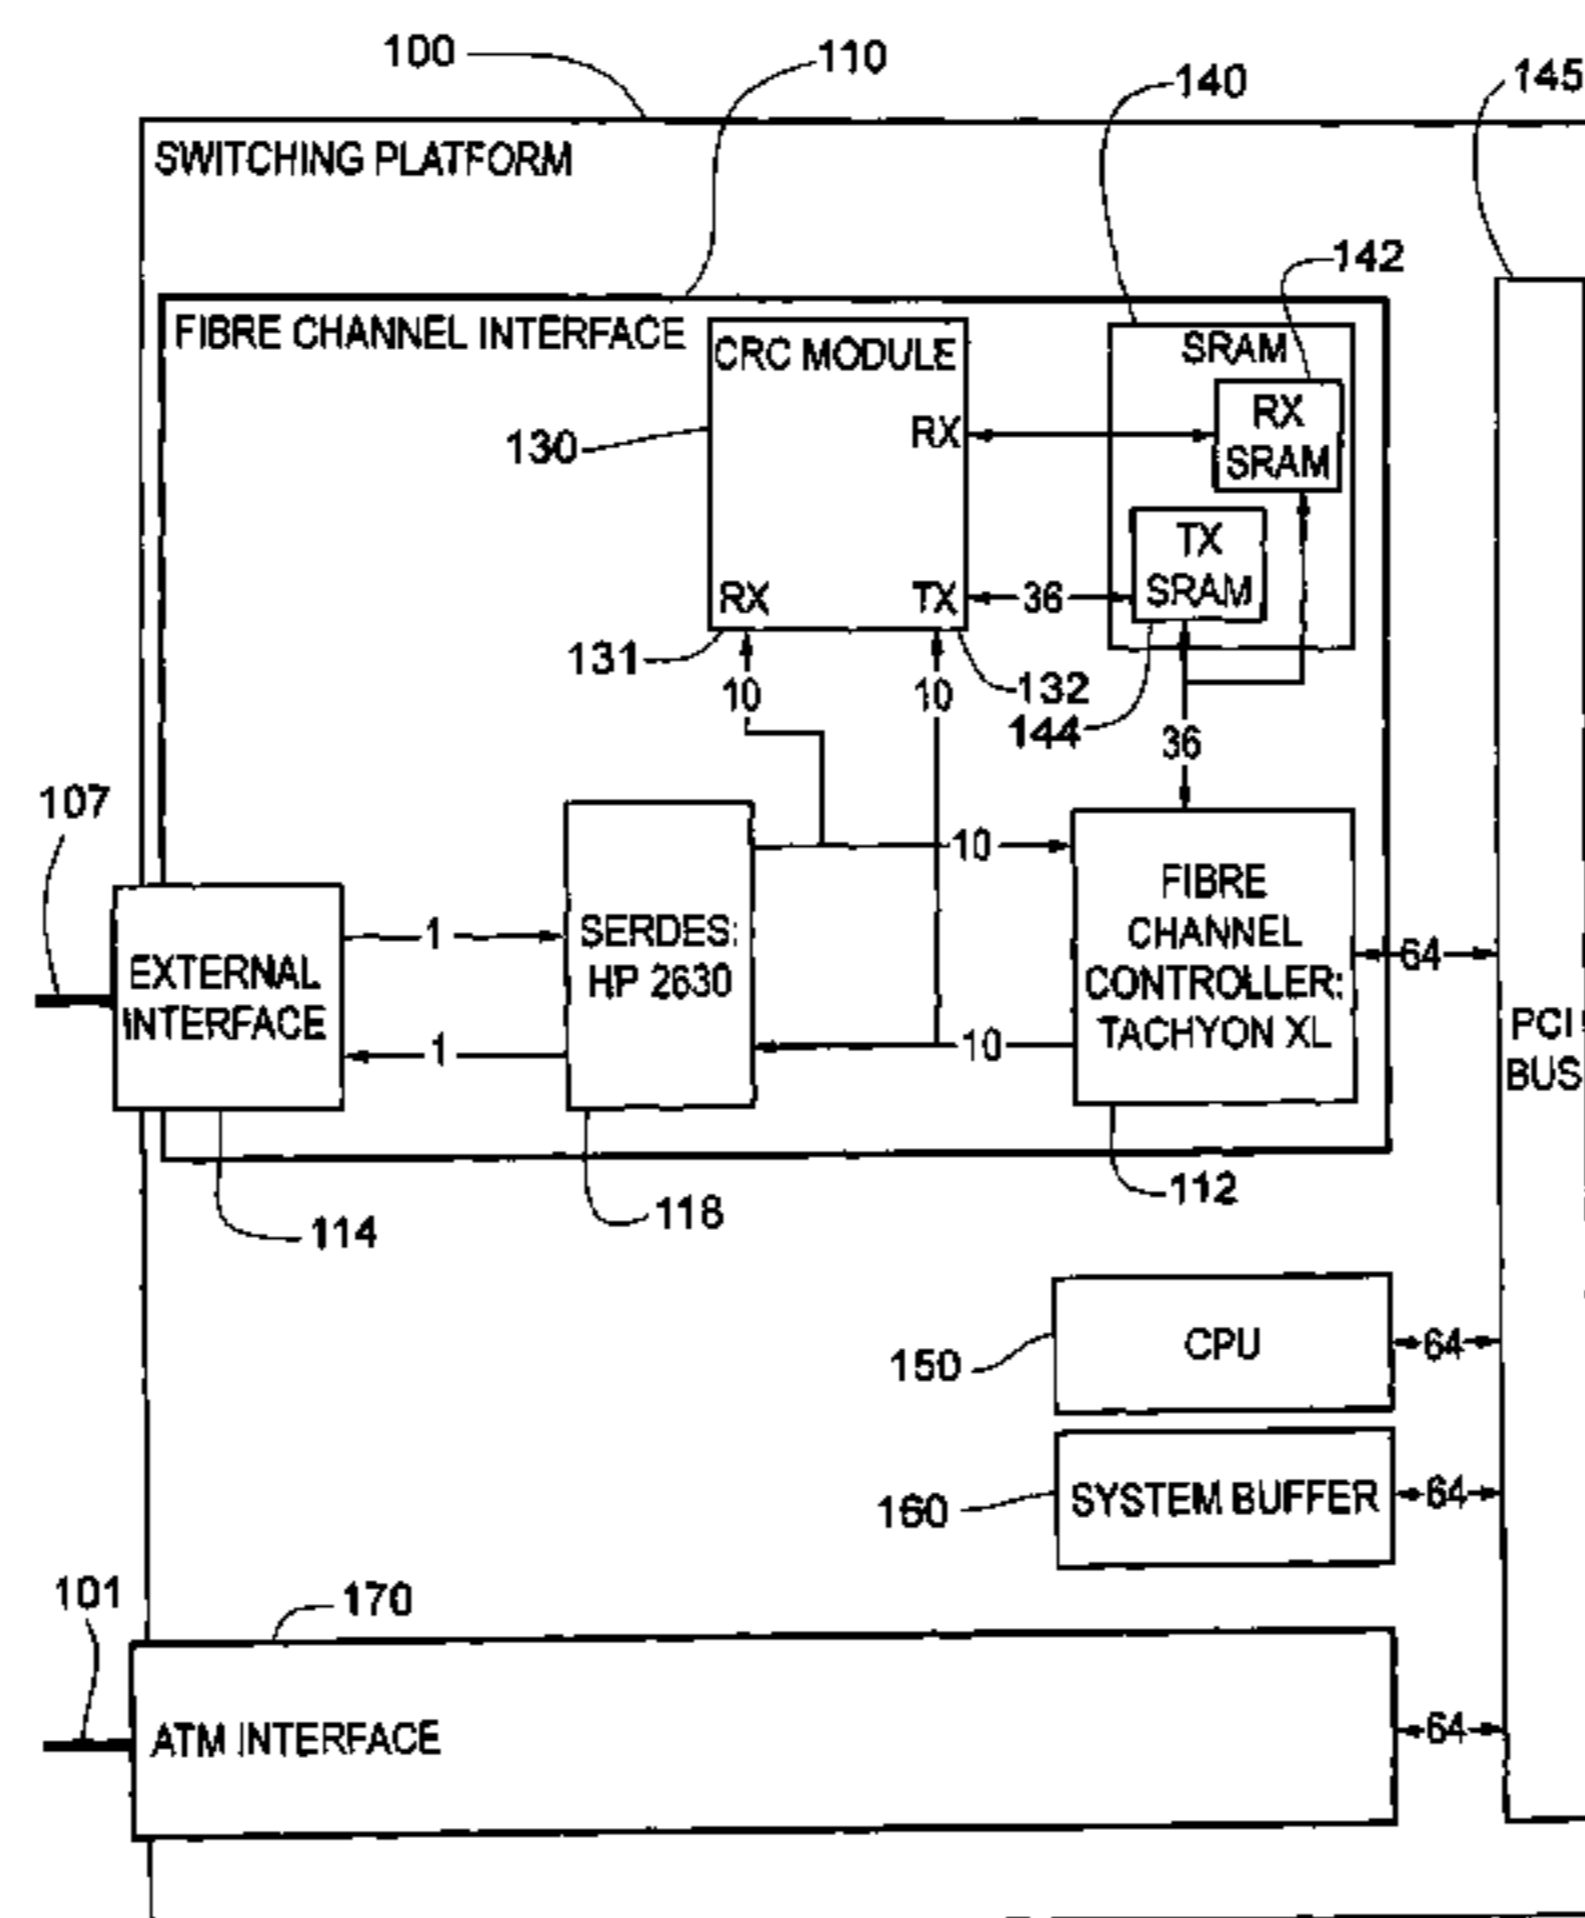 100
110
140
145
SWITCHING PLATFORM
142
FIBRE CHANNEL INTERFACE
CRC MODULE
SRAM
RX
SRAM
RX
130
TX
SRAM
RX
TX
36
131
10
10
132
144
36
107
10
FIBRE
CHANNEL
CONTROLLER:
TACHYON XL
SERDES:
HP 2630
1
EXTERNAL
INTERFACE
64
1
10
PCI
BUS
112
118
114
CPU
64
150
SYSTEM BUFFER
64
160
101
170
ATM INTERFACE
64